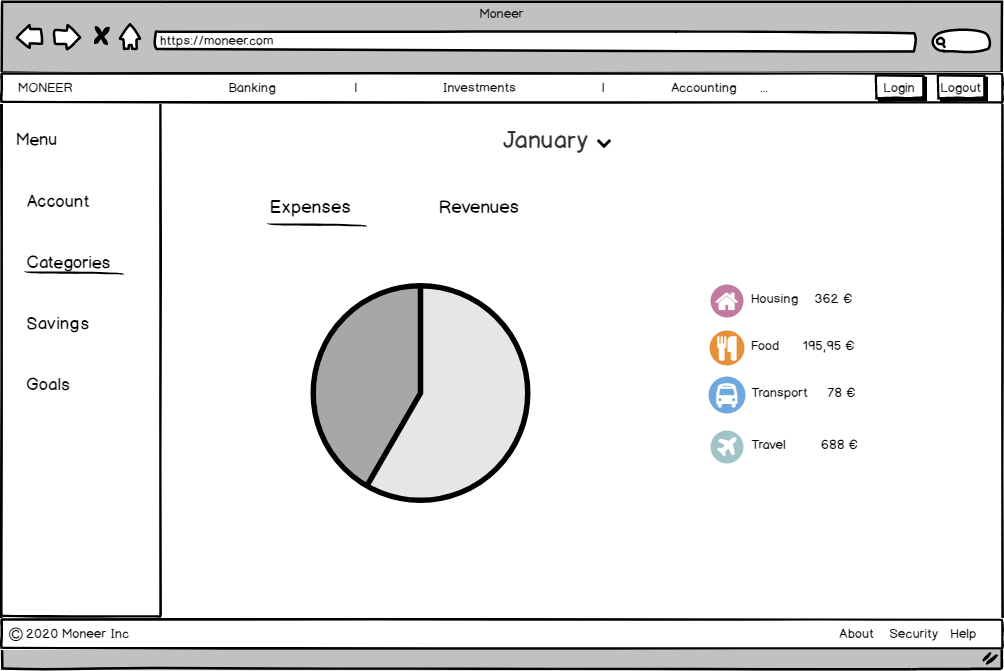 Moneer
https://moneer.com
MONEER Banking | Investments | Accounting ... Login Logout
Menu
Account
Categories
Savings
Goals
January
Expenses Revenues
Housing 362 €
Food 195,95 €
Transport 78 €
Travel 688 €
© 2020 Moneer Inc About Security Help